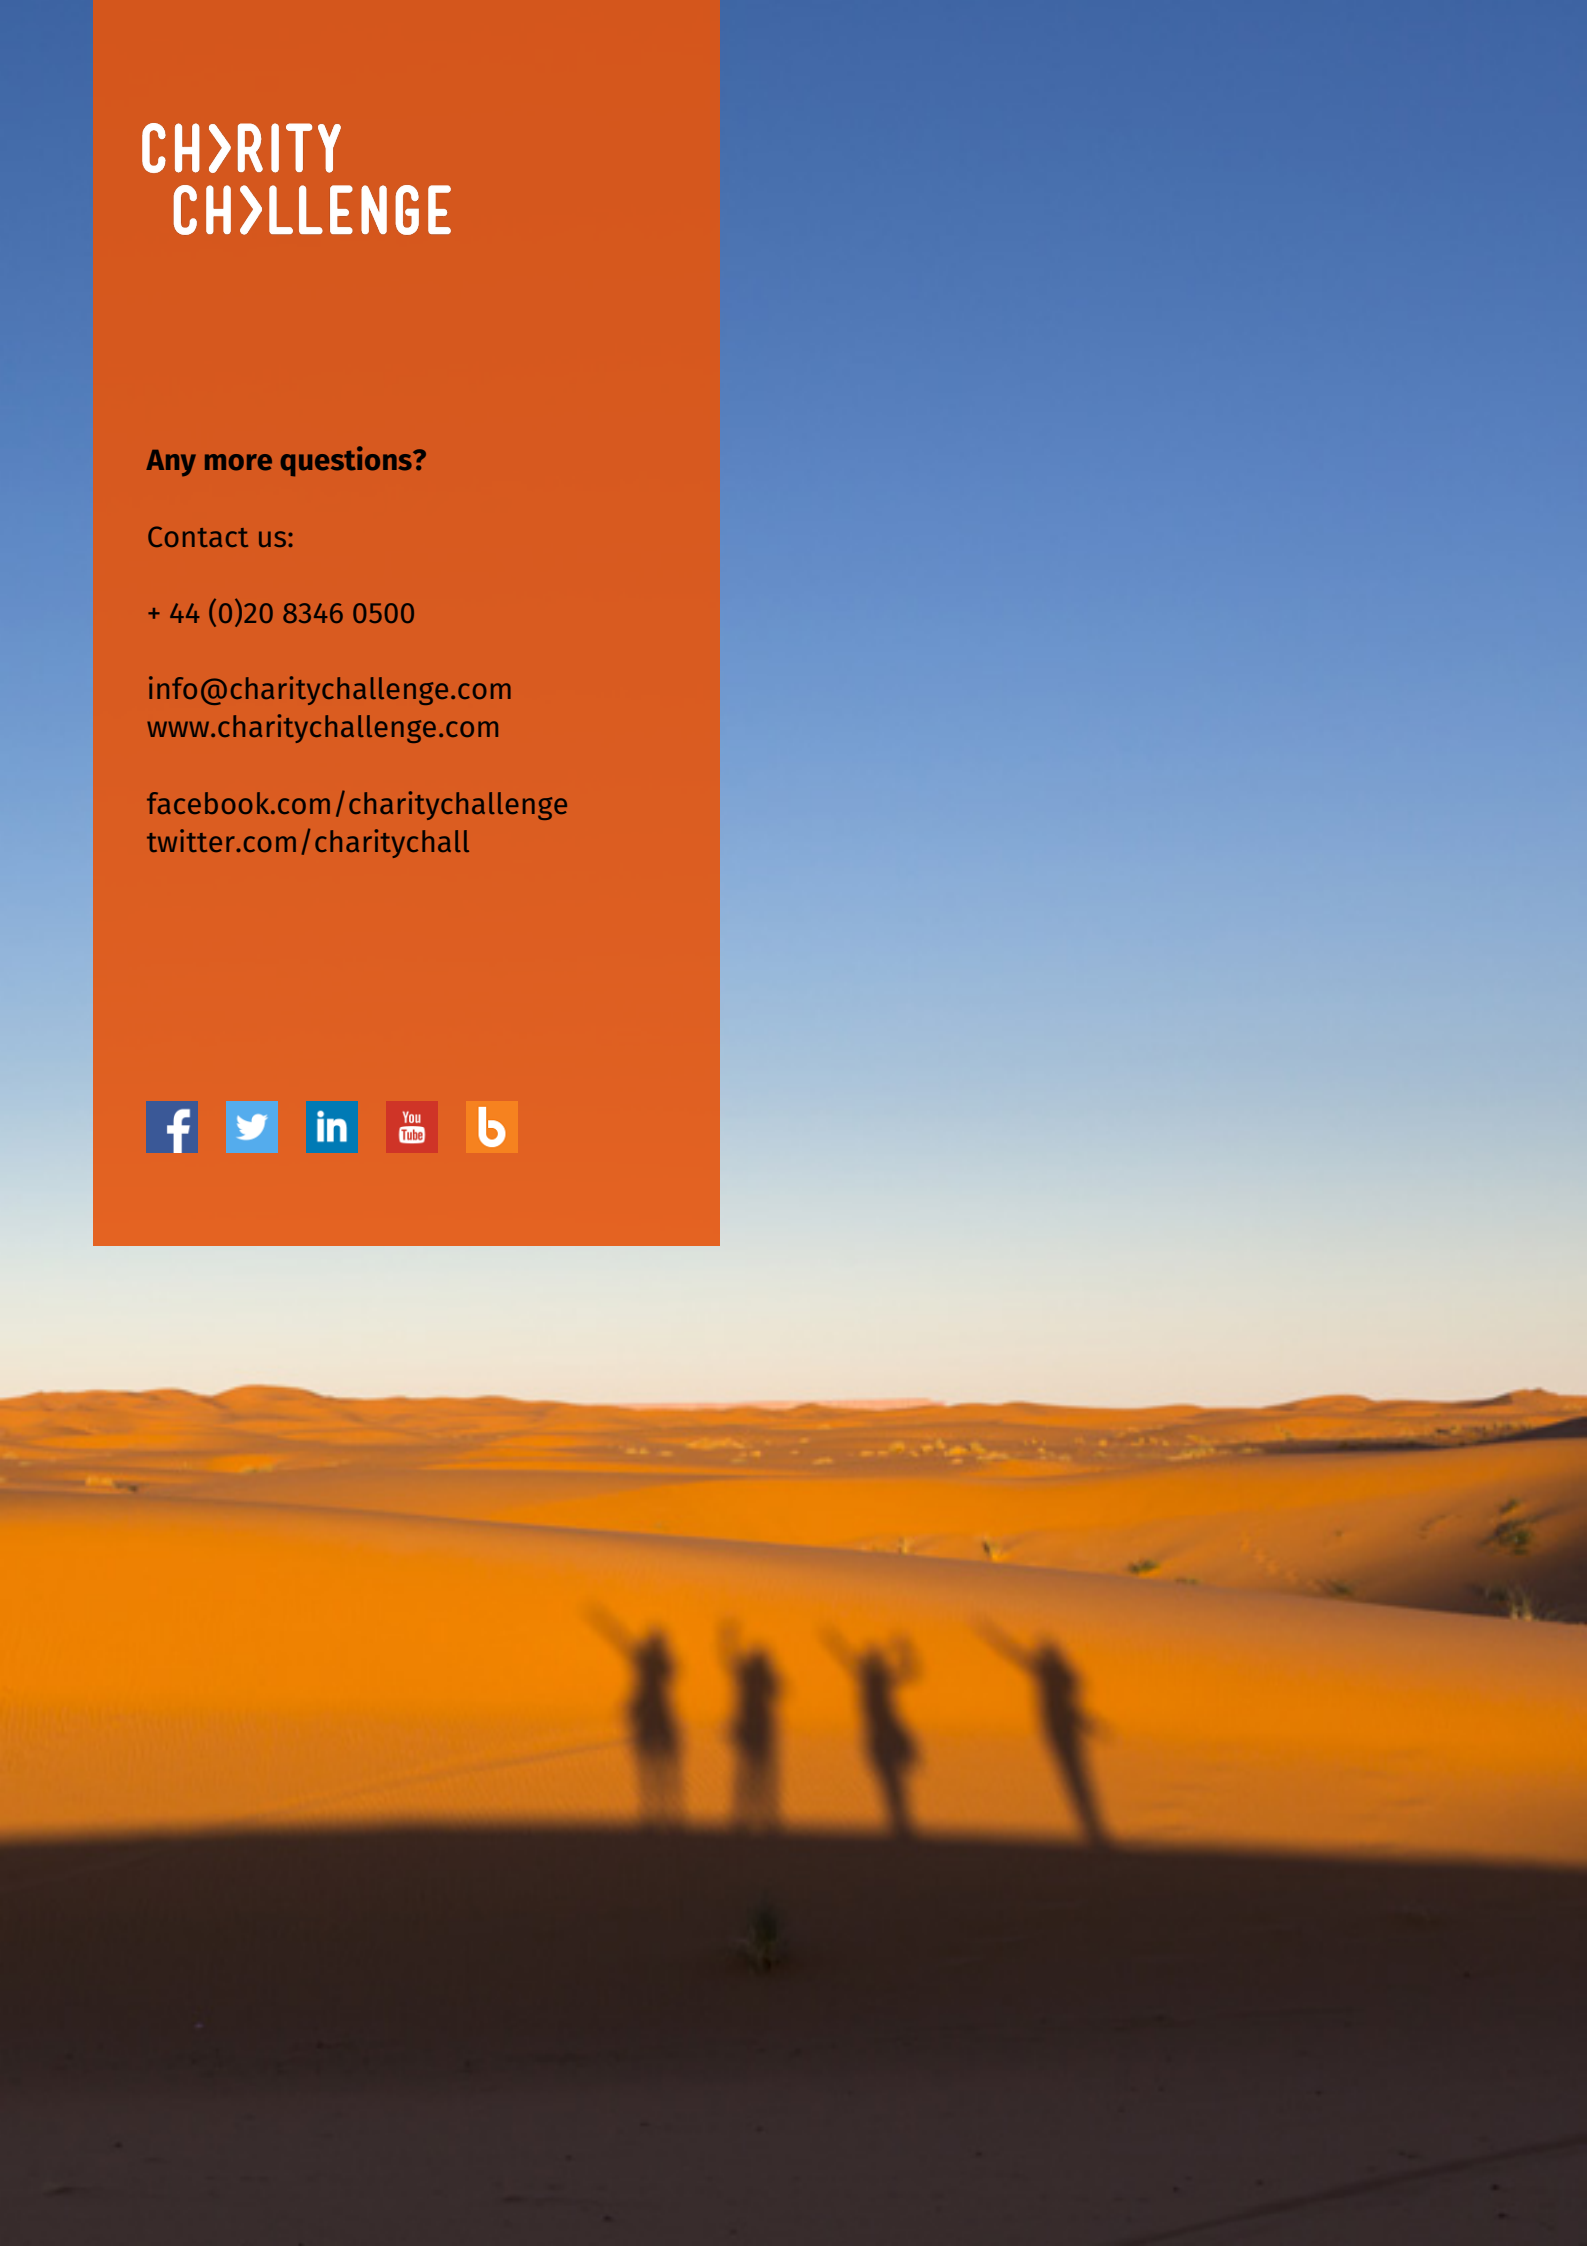 CH>RITY
CH>LLENGE
Any more questions?
Contact us:
+ 44 (0)20 8346 0500
info@charitychallenge.com
www.charitychallenge.com
facebook.com/charitychallenge
twitter.com/charitychall
f in You Tube b